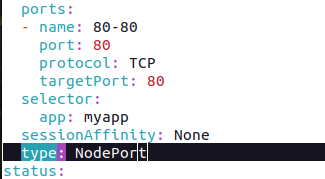 ports:
- name: 80-80
port: 80
protocol: TCP
targetPort: 80
selector:
app: myapp
sessionAffinity: None
type: NodePort
status: